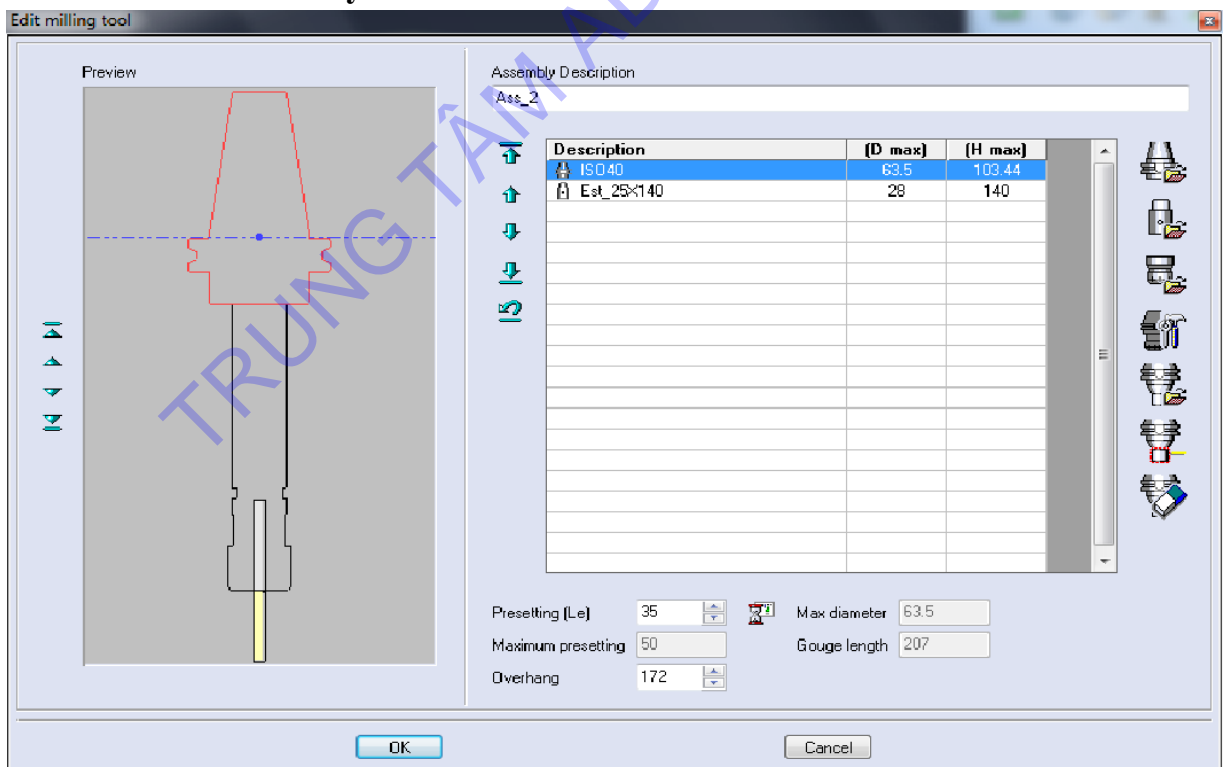 Edit milling tool
Preview
Assembly Description
Ass_2
Description (D max) (H max)
ISO40 63.5 103.44
Est_25X140 28 140
Presetting (Le) 35 Max diameter 63.5
Maximum presetting 50 Gouge length 207
Overhang 172
OK Cancel
TRUNG TÂM